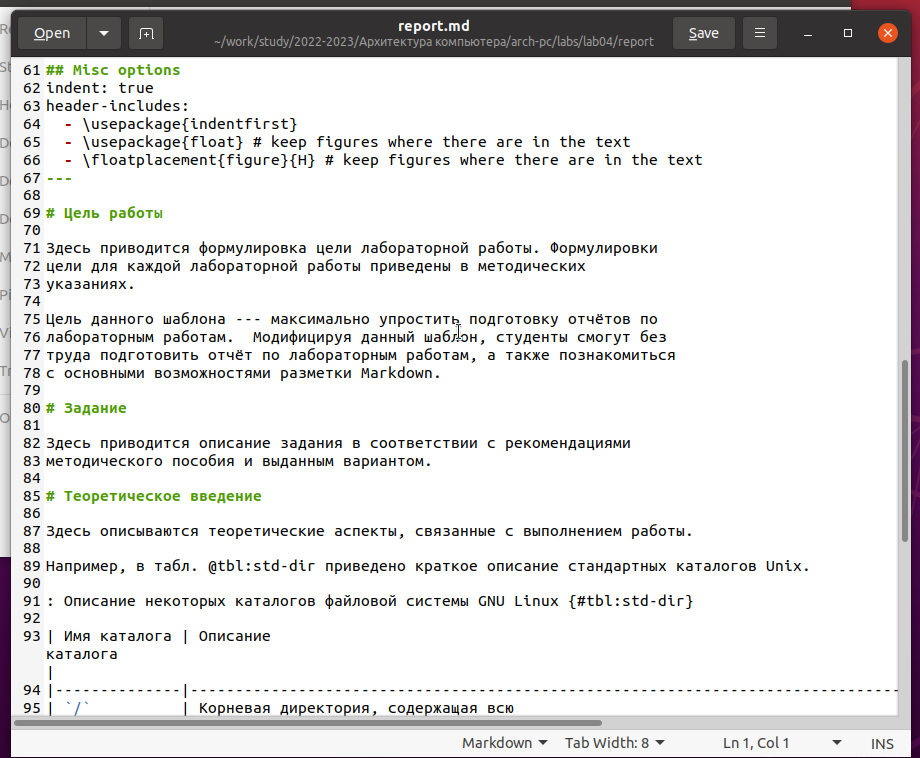 Open
report.md
~/work/study/2022-2023/Архитектура компьютера/arch-pc/labs/lab04/report
Save
61 ## Misc options
62 indent: true
63 header-includes:
64   - \usepackage{indentfirst}
65   - \usepackage{float} # keep figures where there are in the text
66   - \floatplacement{figure}{H} # keep figures where there are in the text
67 ---
68
69 # Цель работы
70
71 Здесь приводится формулировка цели лабораторной работы. Формулировки
72 цели для каждой лабораторной работы приведены в методических
73 указаниях.
74
75 Цель данного шаблона --- максимально упростить подготовку отчётов по
76 лабораторным работам.  Модифицируя данный шаблон, студенты смогут без
77 труда подготовить отчёт по лабораторным работам, а также познакомиться
78 с основными возможностями разметки Markdown.
79
80 # Задание
81
82 Здесь приводится описание задания в соответствии с рекомендациями
83 методического пособия и выданным вариантом.
84
85 # Теоретическое введение
86
87 Здесь описываются теоретические аспекты, связанные с выполнением работы.
88
89 Например, в табл. @tbl:std-dir приведено краткое описание стандартных каталогов Unix.
90
91 : Описание некоторых каталогов файловой системы GNU Linux {#tbl:std-dir}
92
93 | Имя каталога | Описание
каталога
|
94 |--------------|-------------------------------------------------------------------------------
95 | `/`          | Корневая директория, содержащая всю
Markdown
Tab Width: 8
Ln 1, Col 1
INS